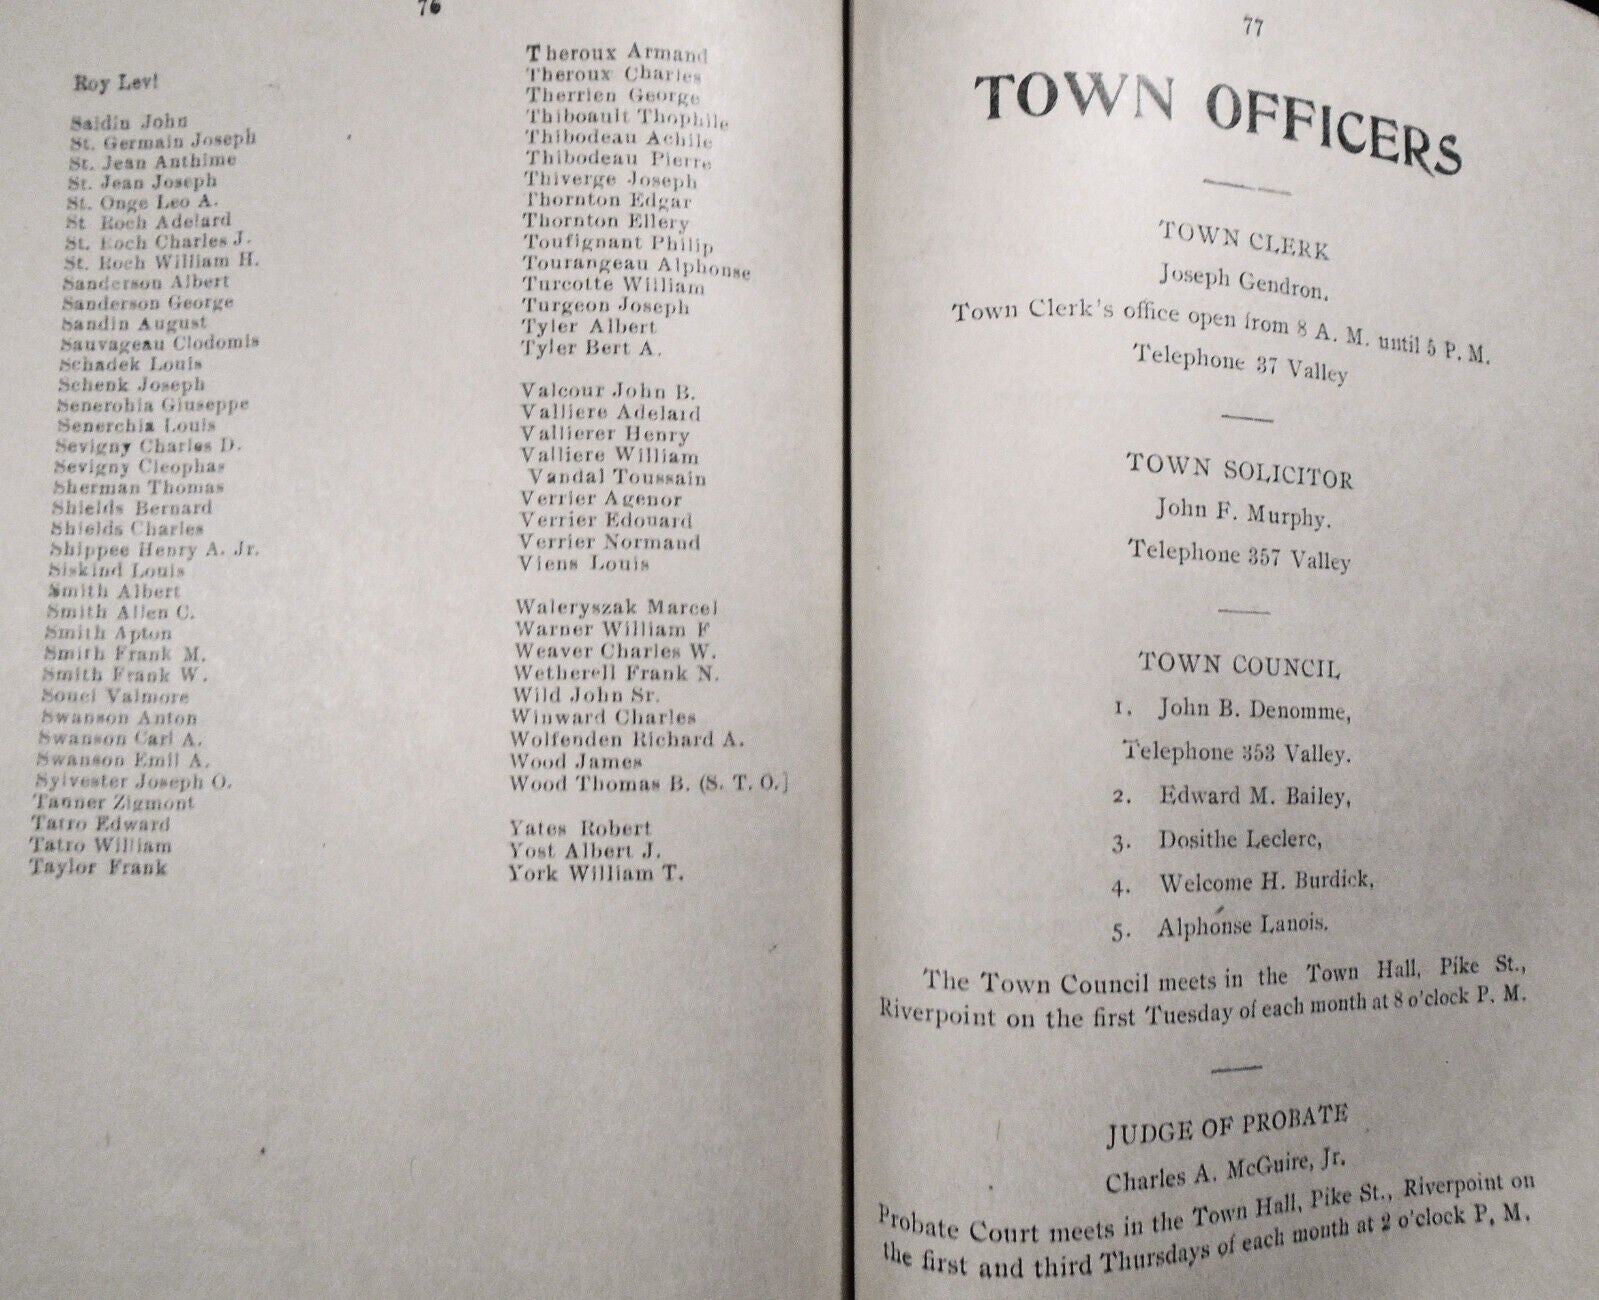 76
Roy Levi
Saldin John
St. Germain Joseph
St. Jean Anthime
St. Jean Joseph
St. Onge Leo A.
St Roch Adelard
St. Roch Charles J.
St. Roch William H.
Sanderson Albert
Sanderson George
Sandin August
Sauvageau Clodomis
Schadek Louis
Schenk Joseph
Senerohia Giuseppe
Senerchia Louis
Sevigny Charles D.
Sevigny Cleophas
Sherman Thomas
Shields Bernard
Shields Charles
Shippee Henry A. Jr.
Siskind Louis
Smith Albert
Smith Allen C.
Smith Apton
Smith Frank M.
Smith Frank W.
Souci Valmore
Swanson Anton
Swanson Carl A.
Swanson Emil A.
Sylvester Joseph O.
Tanner Zigmont
Tatro Edward
Tatro William
Taylor Frank
Theroux Armand
Theroux Charles
Therrien George
Thiboault Thophile
Thibodeau Achile
Thibodeau Pierre
Thiverge Joseph
Thornton Edgar
Thornton Ellery
Toufignant Philip
Tourangeau Alphonse
Turcotte William
Turgeon Joseph
Tyler Albert
Tyler Bert A.
Valcour John B.
Valliere Adelard
Vallierer Henry
Valliere William
Vandal Toussain
Verrier Agenor
Verrier Edouard
Verrier Normand
Viens Louis
Waleryszak Marcel
Warner William F
Weaver Charles W.
Wetherell Frank N.
Wild John Sr.
Winward Charles
Wolfenden Richard A.
Wood James
Wood Thomas B. (S. T. O.]
Yates Robert
Yost Albert J.
York William T.
77
TOWN OFFICERS
TOWN CLERK
Joseph Gendron.
Town Clerk's office open from 8 A. M. until 5 P. M.
Telephone 37 Valley
TOWN SOLICITOR
John F. Murphy.
Telephone 357 Valley
TOWN COUNCIL
1. John B. Denomme,
Telephone 353 Valley.
2. Edward M. Bailey,
3. Dosithe Leclerc,
4. Welcome H. Burdick,
5. Alphonse Lanois.
The Town Council meets in the Town Hall, Pike St.,
Riverpoint on the first Tuesday of each month at 8 o'clock P. M.
JUDGE OF PROBATE
Charles A. McGuire, Jr.
Probate Court meets in the Town Hall, Pike St., Riverpoint on
the first and third Thursdays of each month at 2 o'clock P. M.